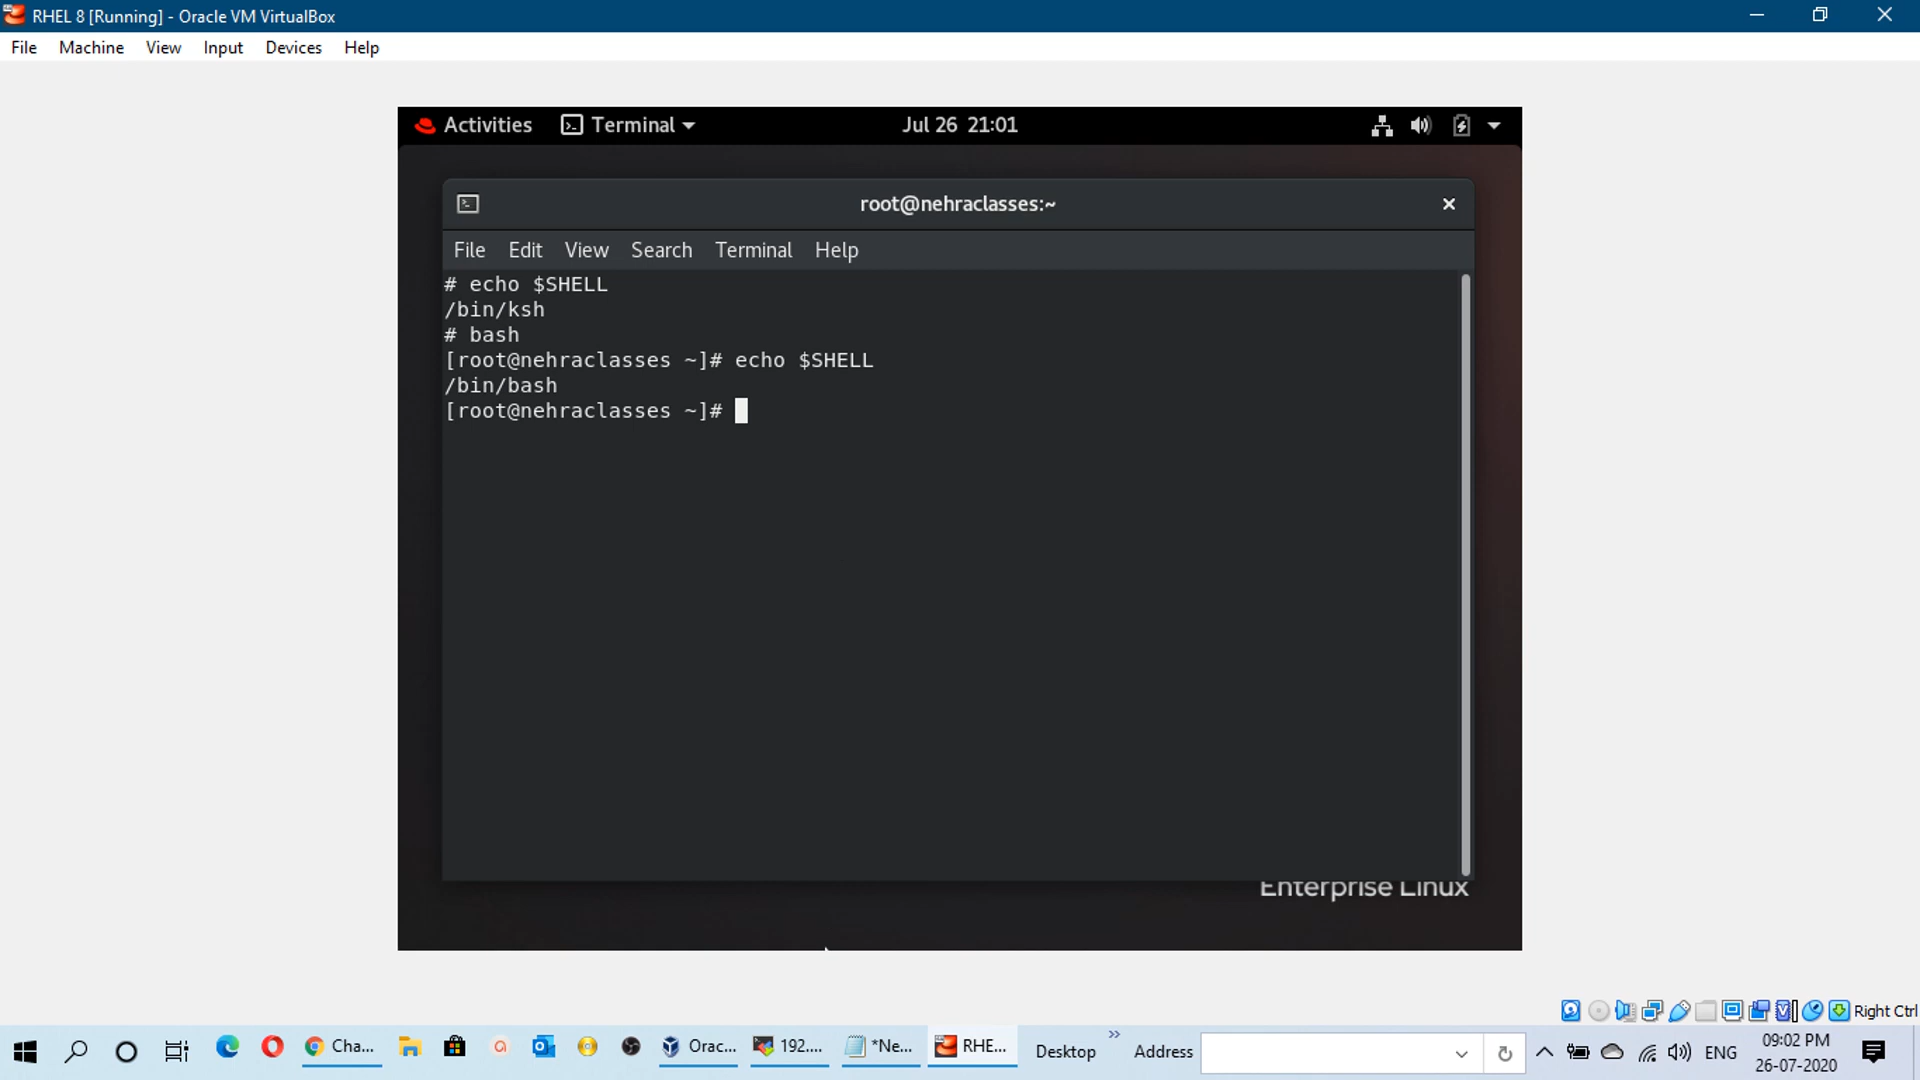 RHEL 8 [Running] - Oracle VM VirtualBox
File Machine View Input Devices Help
Activities Terminal Jul 26 21:01
root@nehraclasses:~
File Edit View Search Terminal Help
# echo $SHELL
/bin/ksh
# bash
[root@nehraclasses ~]# echo $SHELL
/bin/bash
[root@nehraclasses ~]#
Enterprise Linux
Right Ctrl
Cha... Orac... 192.... *Ne... RHE... Desktop Address ENG
09:02 PM
26-07-2020